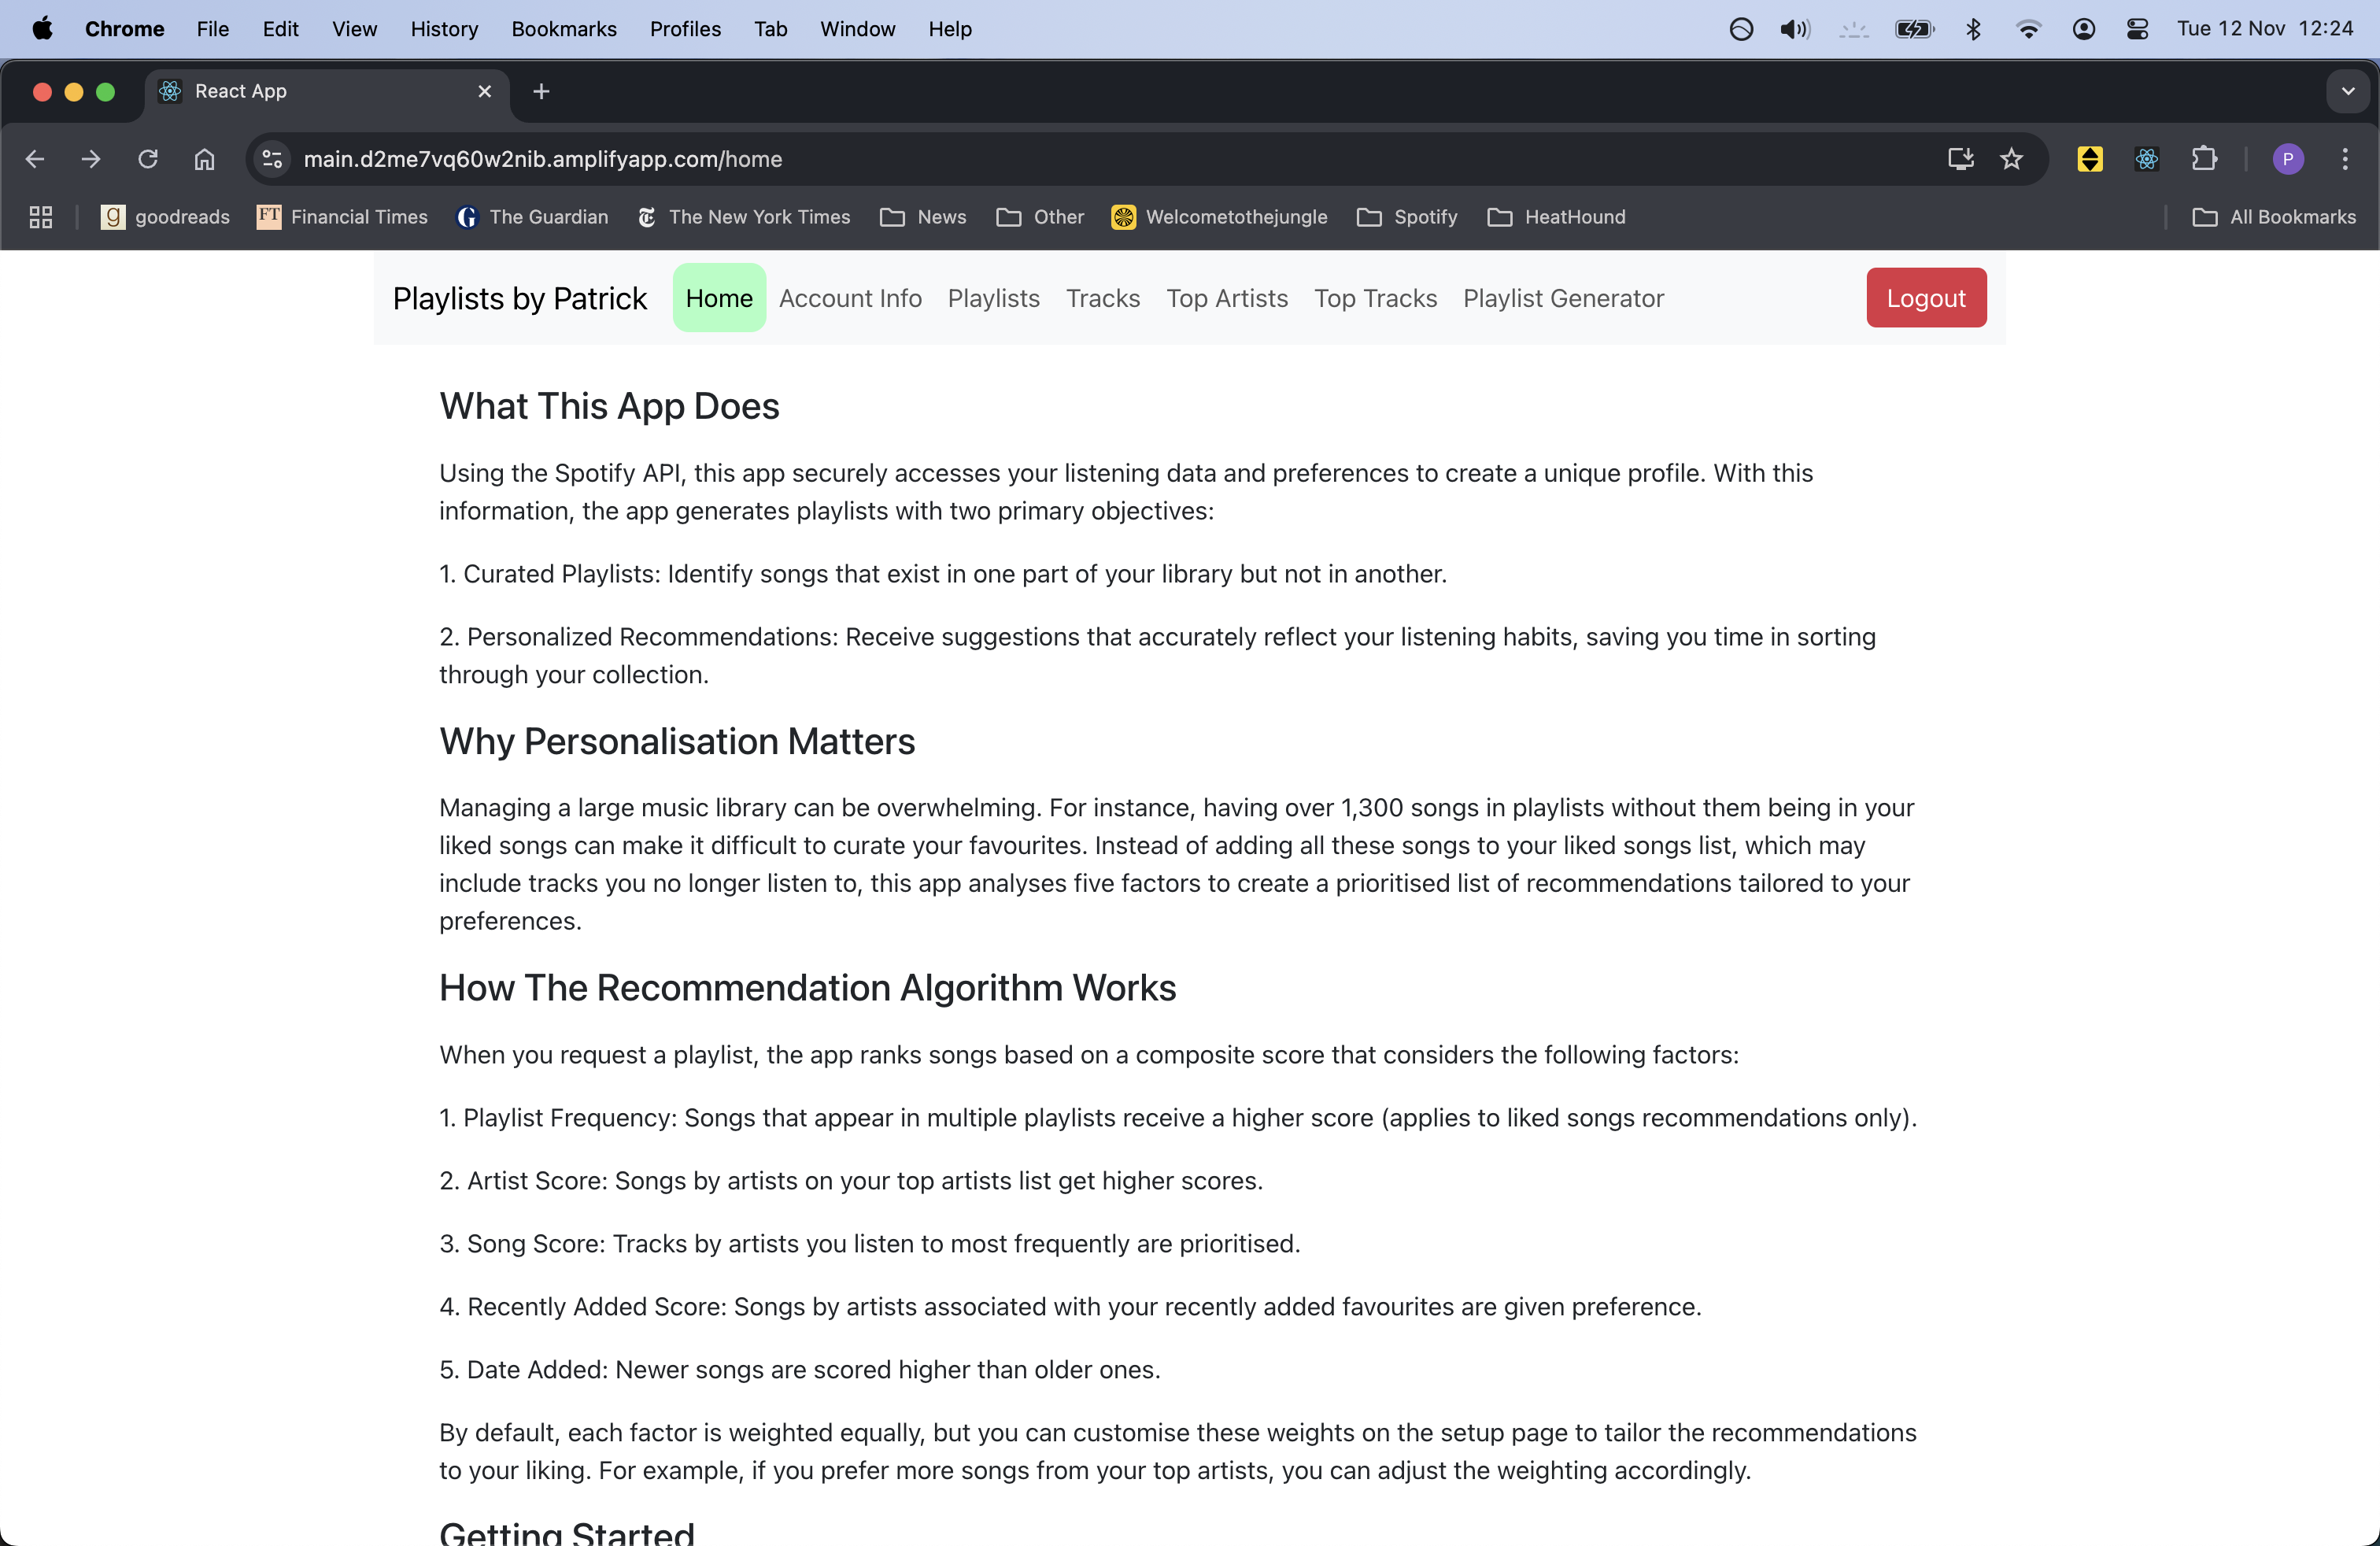 Chrome File Edit View History Bookmarks Profiles Tab Window Help Tue 12 Nov 12:24
React App
main.d2me7vq60w2nib.amplifyapp.com/home P
g goodreads FT Financial Times G The Guardian The New York Times News Other Welcometothejungle Spotify HeatHound All Bookmarks
Playlists by Patrick Home Account Info Playlists Tracks Top Artists Top Tracks Playlist Generator Logout
What This App Does
Using the Spotify API, this app securely accesses your listening data and preferences to create a unique profile. With this
information, the app generates playlists with two primary objectives:
1. Curated Playlists: Identify songs that exist in one part of your library but not in another.
2. Personalized Recommendations: Receive suggestions that accurately reflect your listening habits, saving you time in sorting
through your collection.
Why Personalisation Matters
Managing a large music library can be overwhelming. For instance, having over 1,300 songs in playlists without them being in your
liked songs can make it difficult to curate your favourites. Instead of adding all these songs to your liked songs list, which may
include tracks you no longer listen to, this app analyses five factors to create a prioritised list of recommendations tailored to your
preferences.
How The Recommendation Algorithm Works
When you request a playlist, the app ranks songs based on a composite score that considers the following factors:
1. Playlist Frequency: Songs that appear in multiple playlists receive a higher score (applies to liked songs recommendations only).
2. Artist Score: Songs by artists on your top artists list get higher scores.
3. Song Score: Tracks by artists you listen to most frequently are prioritised.
4. Recently Added Score: Songs by artists associated with your recently added favourites are given preference.
5. Date Added: Newer songs are scored higher than older ones.
By default, each factor is weighted equally, but you can customise these weights on the setup page to tailor the recommendations
to your liking. For example, if you prefer more songs from your top artists, you can adjust the weighting accordingly.
Getting Started